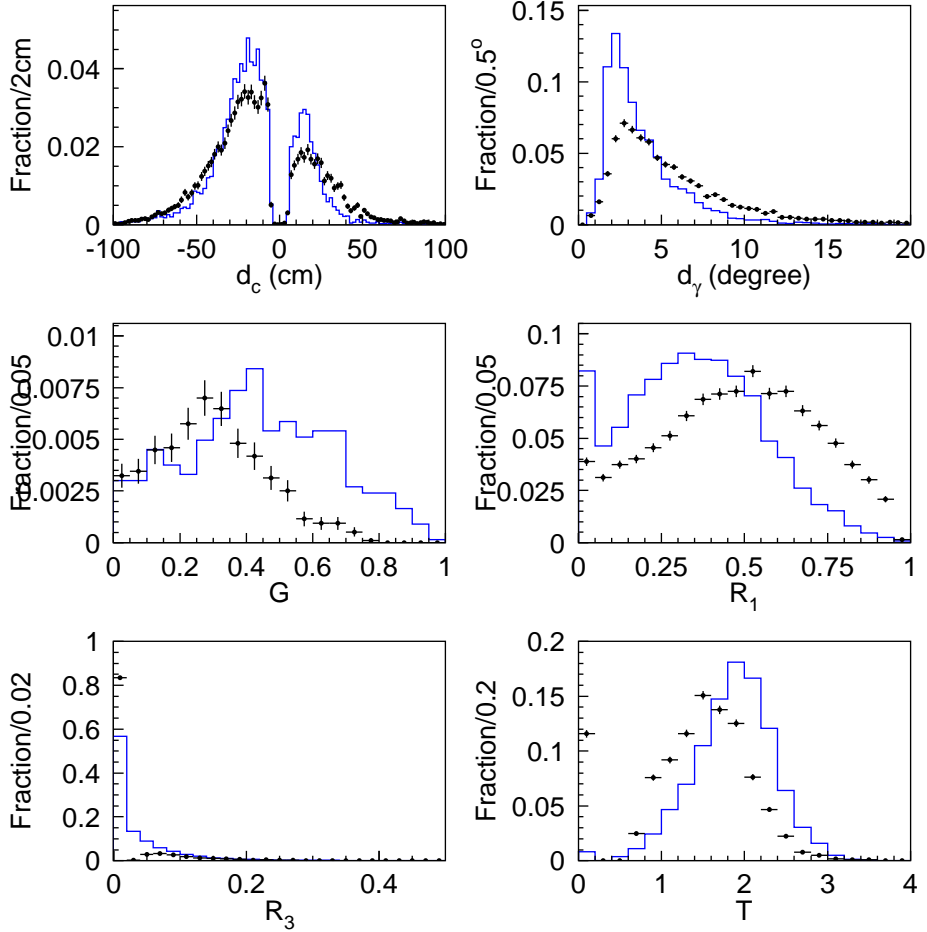 Fraction/2cm
0.04
0.02
0
-100 -50 0 50 100
d_c (cm)
Fraction/0.5°
0.15
0.1
0.05
0
0 5 10 15 20
d_γ (degree)
Fraction/0.05
0.01
0.0075
0.005
0.0025
0
0 0.2 0.4 0.6 0.8 1
G
Fraction/0.05
0.1
0.075
0.05
0.025
0
0 0.25 0.5 0.75 1
R_1
Fraction/0.02
1
0.8
0.6
0.4
0.2
0
0 0.2 0.4
R_3
Fraction/0.2
0.2
0.15
0.1
0.05
0
0 1 2 3 4
T